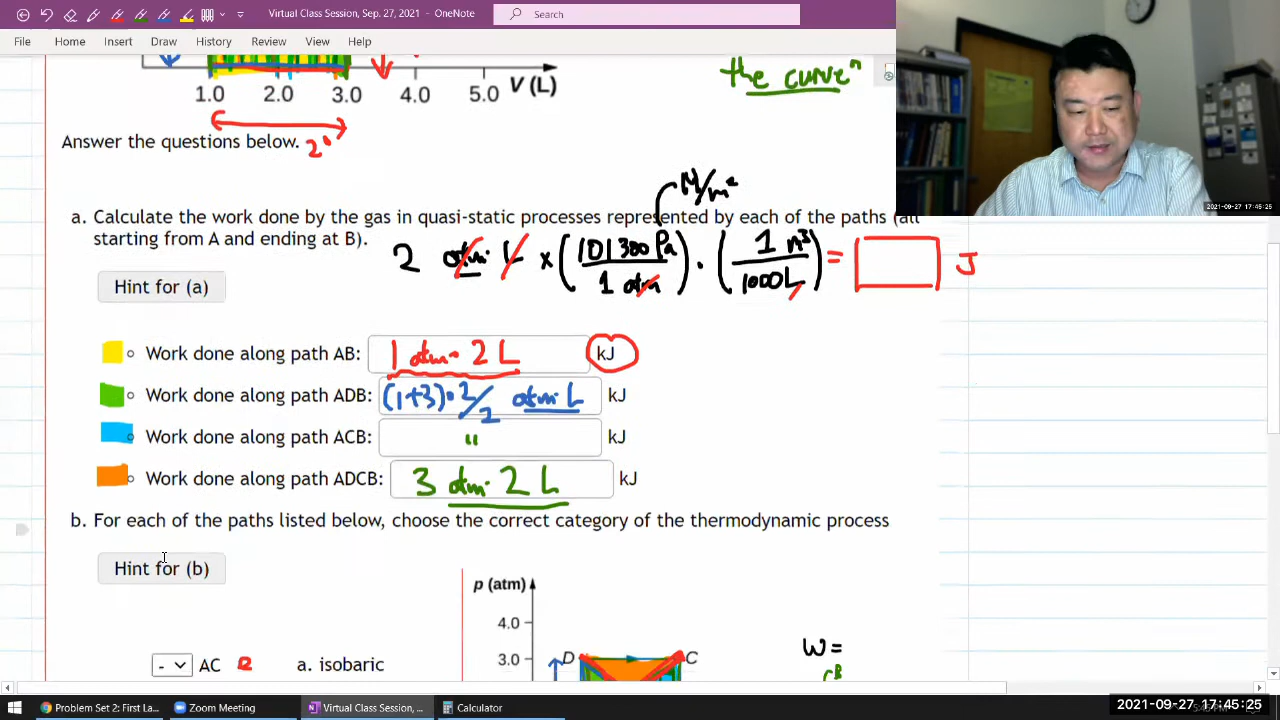 Virtual Class Session, Sep. 27, 2021 - OneNote
Search
File Home Insert Draw History Review View Help
the curve"
1.0 2.0 3.0 4.0 5.0 V (L)
Answer the questions below.
N/m²
a. Calculate the work done by the gas in quasi-static processes represented by each of the paths (all
starting from A and ending at B).
2 atm · L × (101300 Pa / 1 atm) · (1 m³ / 1000 L) = J
Hint for (a)
Work done along path AB: 1 atm · 2 L kJ
Work done along path ADB: (1+3) · 2/2 atm · L kJ
Work done along path ACB: " kJ
Work done along path ADCB: 3 atm · 2 L kJ
b. For each of the paths listed below, choose the correct category of the thermodynamic process
Hint for (b)
p (atm)
4.0
3.0 D C
W =
B
- AC a. isobaric
Problem Set 2: First La... Zoom Meeting Virtual Class Session,... Calculator
2021-09-27 17:45:25